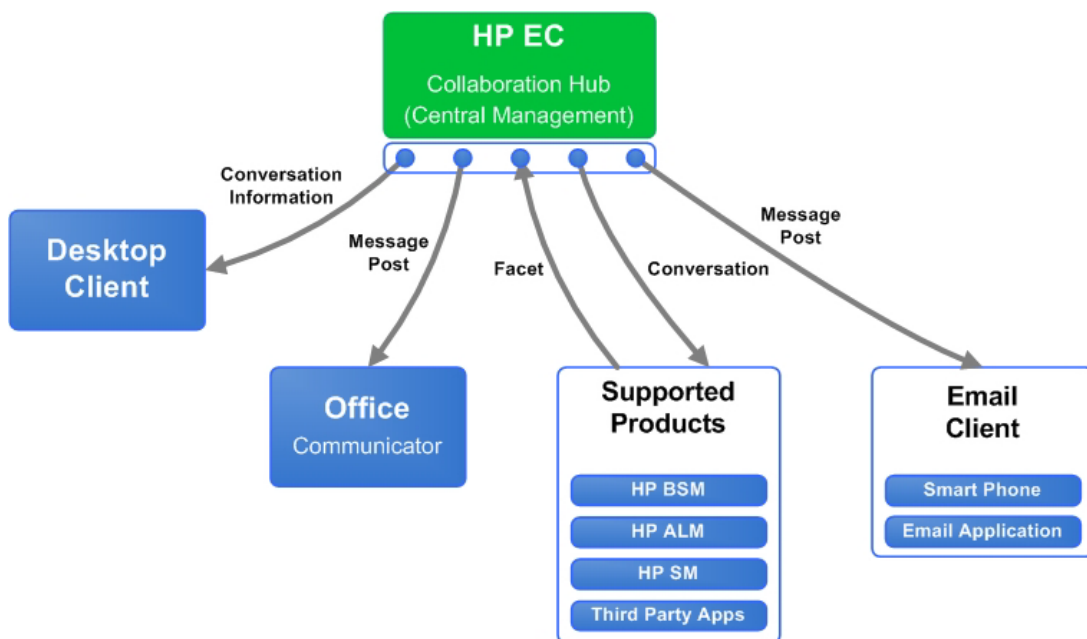 HP EC
Collaboration Hub
(Central Management)
Conversation
Information
Message
Post
Facet
Conversation
Message
Post
Desktop
Client
Office
Communicator
Supported
Products
HP BSM
HP ALM
HP SM
Third Party Apps
Email
Client
Smart Phone
Email Application